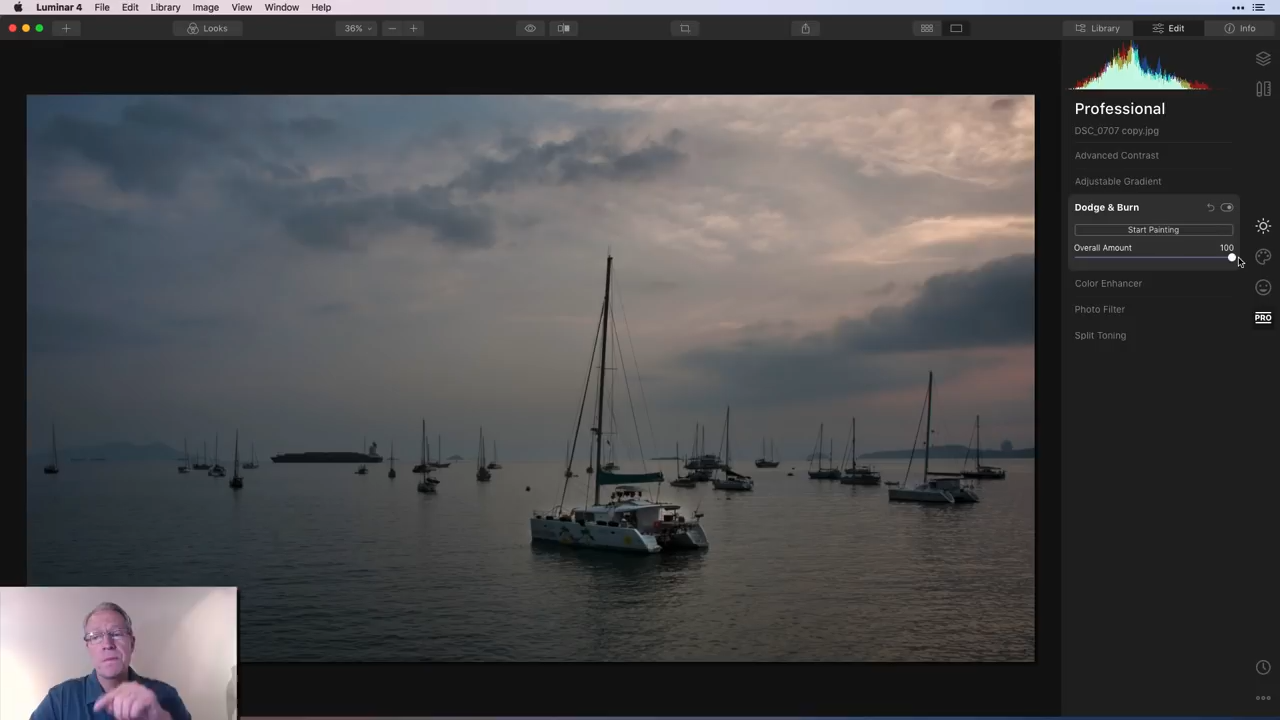 Luminar 4 File Edit Library Image View Window Help
Looks 36% Library Edit Info
Professional
DSC_0707 copy.jpg
Advanced Contrast
Adjustable Gradient
Dodge & Burn
Start Painting
Overall Amount 100
Color Enhancer
Photo Filter
PRO
Split Toning